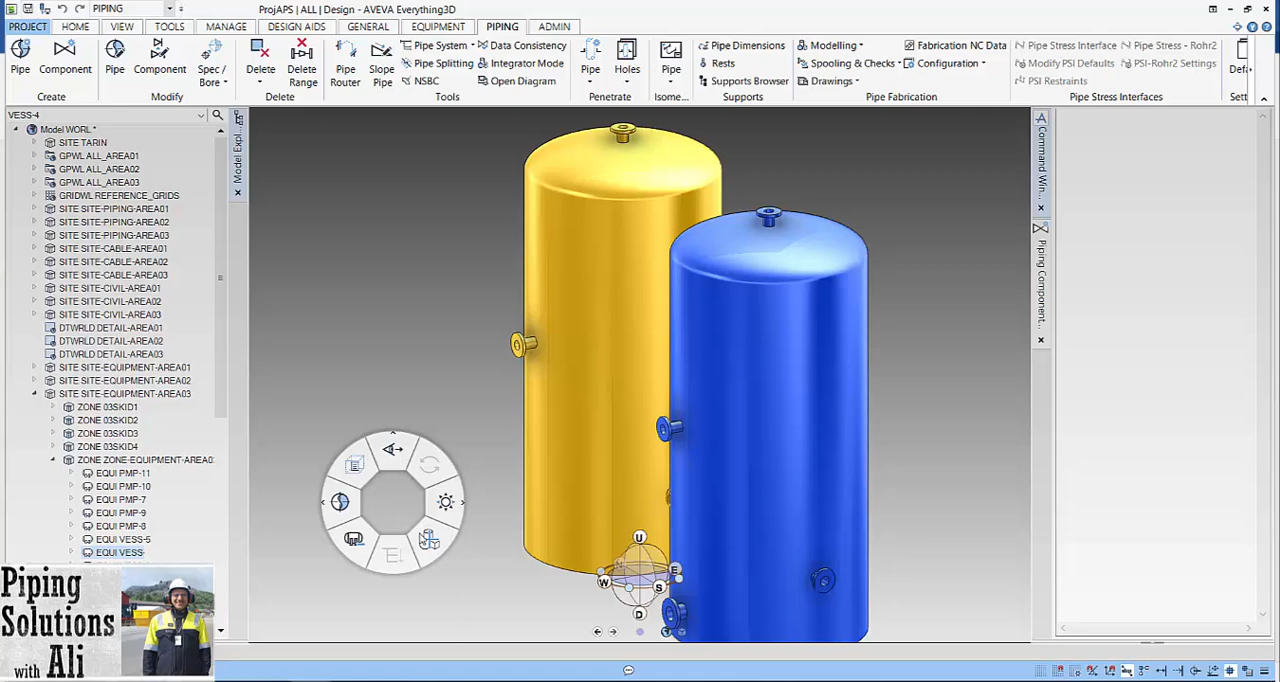 PIPING
ProjAPS | ALL | Design - AVEVA Everything3D
PROJECT HOME VIEW TOOLS MANAGE DESIGN AIDS GENERAL EQUIPMENT PIPING ADMIN
Pipe Component Pipe Component Spec / Bore Delete Delete Range Pipe Router Slope Pipe
Pipe System Data Consistency
Pipe Splitting Integrator Mode
NSBC Open Diagram
Pipe Holes Pipe
Pipe Dimensions
Rests
Supports Browser
Modelling Fabrication NC Data
Spooling & Checks Configuration
Drawings
Pipe Stress Interface Pipe Stress - Rohr2
Modify PSI Defaults PSI-Rohr2 Settings
PSI Restraints
Defa
Create Modify Delete Tools Penetrate Isome... Supports Pipe Fabrication Pipe Stress Interfaces Sett
VESS-4
Model WORL *
SITE TARIN
GPWL ALL_AREA01
GPWL ALL_AREA02
GPWL ALL_AREA03
GRIDWL REFERENCE_GRIDS
SITE SITE-PIPING-AREA01
SITE SITE-PIPING-AREA02
SITE SITE-PIPING-AREA03
SITE SITE-CABLE-AREA01
SITE SITE-CABLE-AREA02
SITE SITE-CABLE-AREA03
SITE SITE-CIVIL-AREA01
SITE SITE-CIVIL-AREA02
SITE SITE-CIVIL-AREA03
DTWRLD DETAIL-AREA01
DTWRLD DETAIL-AREA02
DTWRLD DETAIL-AREA03
SITE SITE-EQUIPMENT-AREA01
SITE SITE-EQUIPMENT-AREA02
SITE SITE-EQUIPMENT-AREA03
ZONE 03SKID1
ZONE 03SKID2
ZONE 03SKID3
ZONE 03SKID4
ZONE ZONE-EQUIPMENT-AREA0
EQUI PMP-11
EQUI PMP-10
EQUI PMP-7
EQUI PMP-9
EQUI PMP-8
EQUI VESS-5
EQUI VESS
Model Expl...
Command Win...
Piping Component...
U
N
E
W
S
D
Piping
Solutions
with Ali